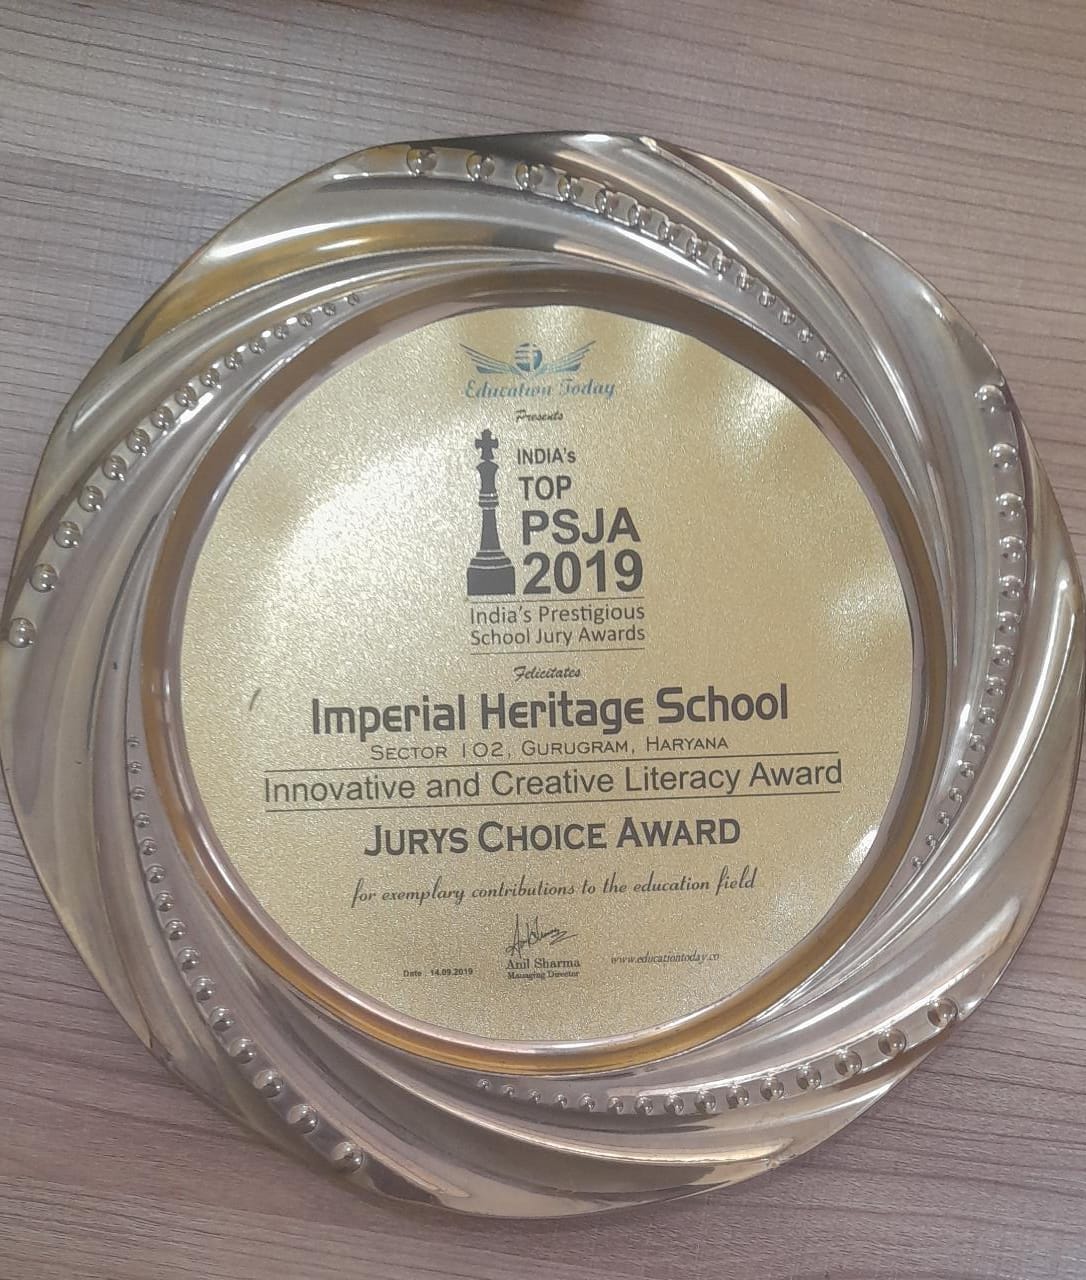 Education Today
Presents
INDIA's
TOP
PSJA
2019
India's Prestigious
School Jury Awards
Felicitates
Imperial Heritage School
SECTOR 102, GURUGRAM, HARYANA
Innovative and Creative Literacy Award
JURYS CHOICE AWARD
for exemplary contributions to the education field
Anil Sharma
Managing Director
Date : 14.09.2019
www.educationtoday.co